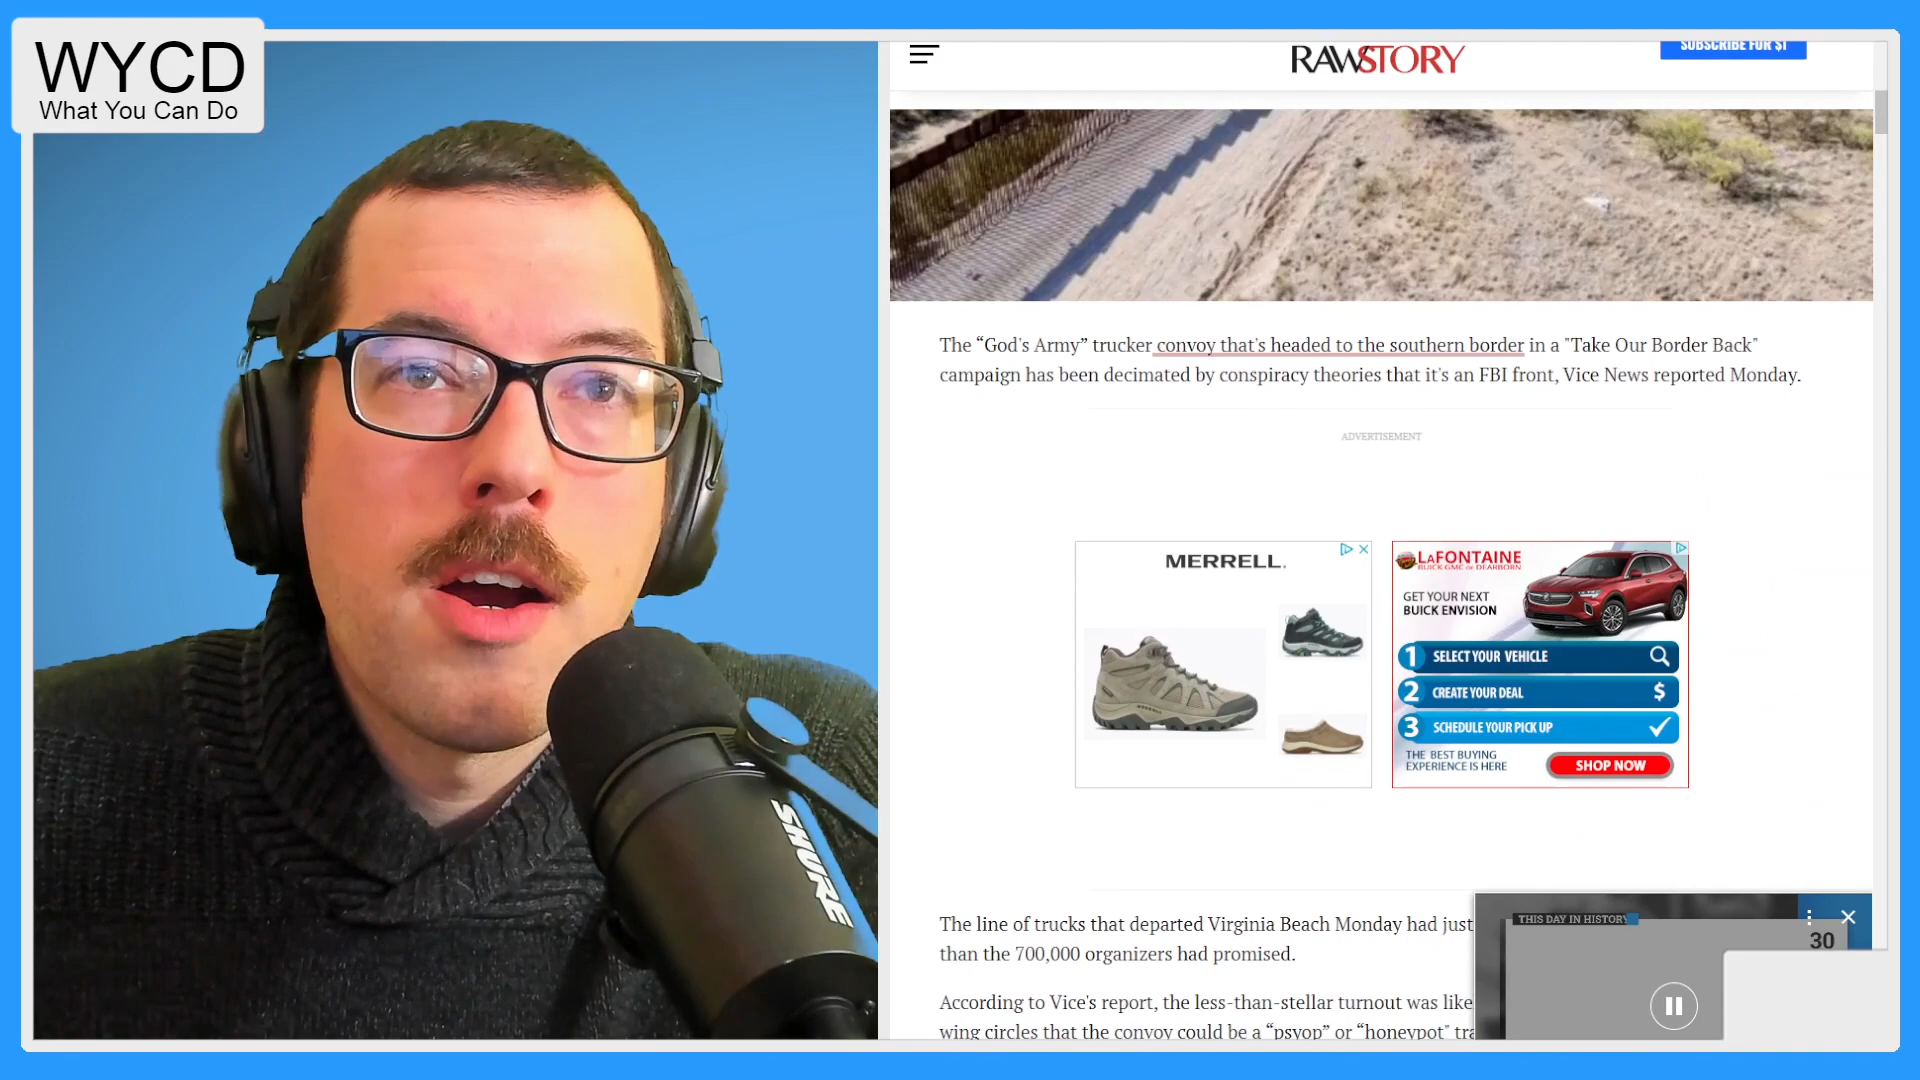 WYCD
What You Can Do
RAWSTORY
SUBSCRIBE FOR $1
The “God's Army” trucker convoy that's headed to the southern border in a "Take Our Border Back"
campaign has been decimated by conspiracy theories that it's an FBI front, Vice News reported Monday.
ADVERTISEMENT
MERRELL.
LAFONTAINE
BUICK GMC OF DEARBORN
GET YOUR NEXT
BUICK ENVISION
1 SELECT YOUR VEHICLE
2 CREATE YOUR DEAL $
3 SCHEDULE YOUR PICK UP
THE BEST BUYING
EXPERIENCE IS HERE
SHOP NOW
SHURE
The line of trucks that departed Virginia Beach Monday had just
than the 700,000 organizers had promised.
According to Vice's report, the less-than-stellar turnout was like
wing circles that the convoy could be a “psyop” or “honeypot" tra
THIS DAY IN HISTORY
30